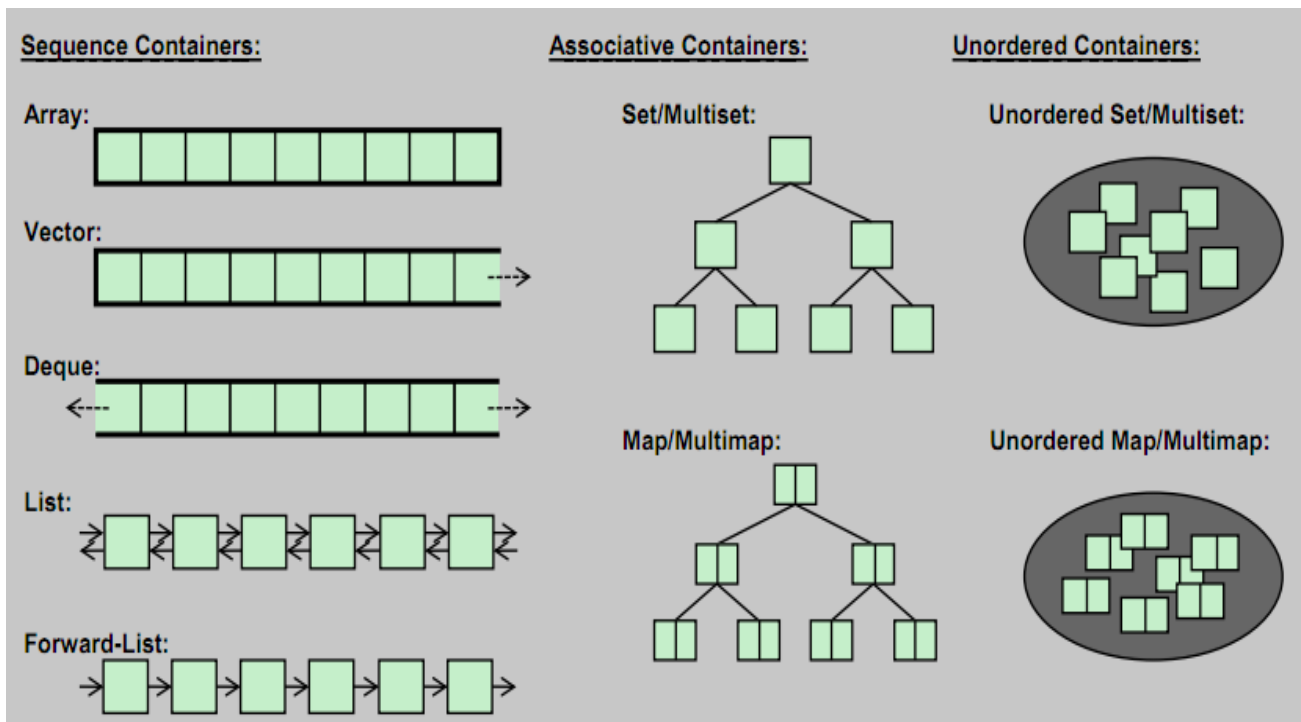 Sequence Containers:
Array:
Vector:
Deque:
List:
Forward-List:
Associative Containers:
Set/Multiset:
Map/Multimap:
Unordered Containers:
Unordered Set/Multiset:
Unordered Map/Multimap: